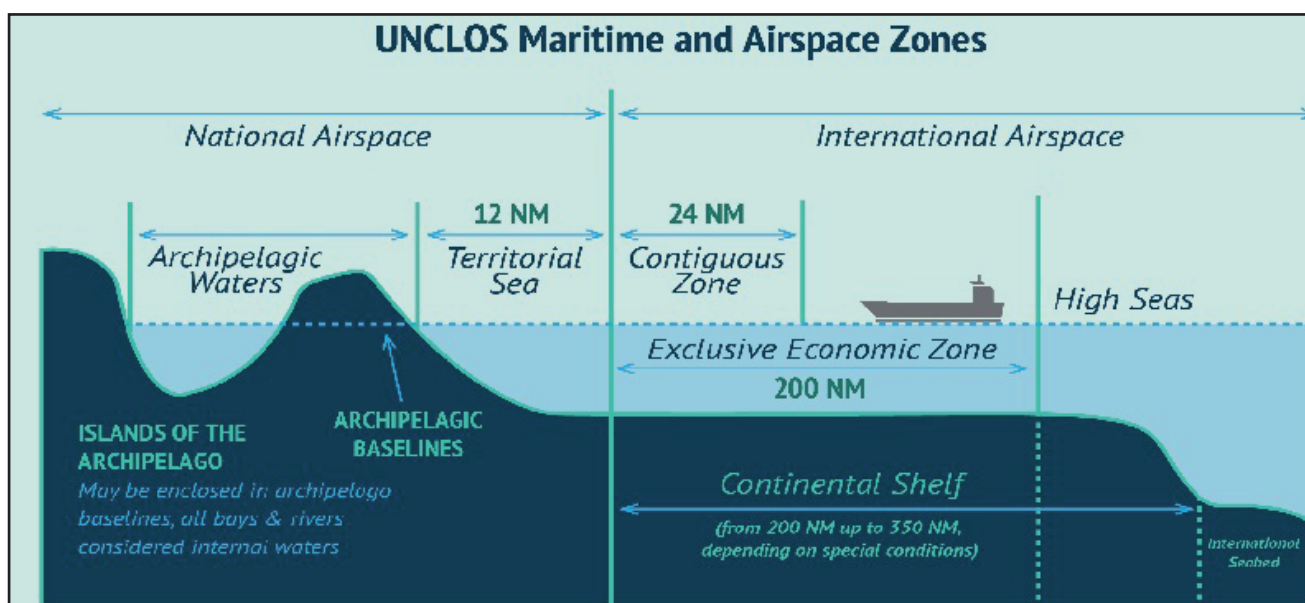 UNCLOS Maritime and Airspace Zones
National Airspace
International Airspace
12 NM
24 NM
Archipelagic
Waters
Territorial
Sea
Contiguous
Zone
High Seas
Exclusive Economic Zone
200 NM
ARCHIPELAGIC
BASELINES
ISLANDS OF THE
ARCHIPELAGO
May be enclosed in archipelago
baselines, all bays & rivers
considered internal waters
Continental Shelf
(from 200 NM up to 350 NM,
depending on special conditions)
International
Seabed